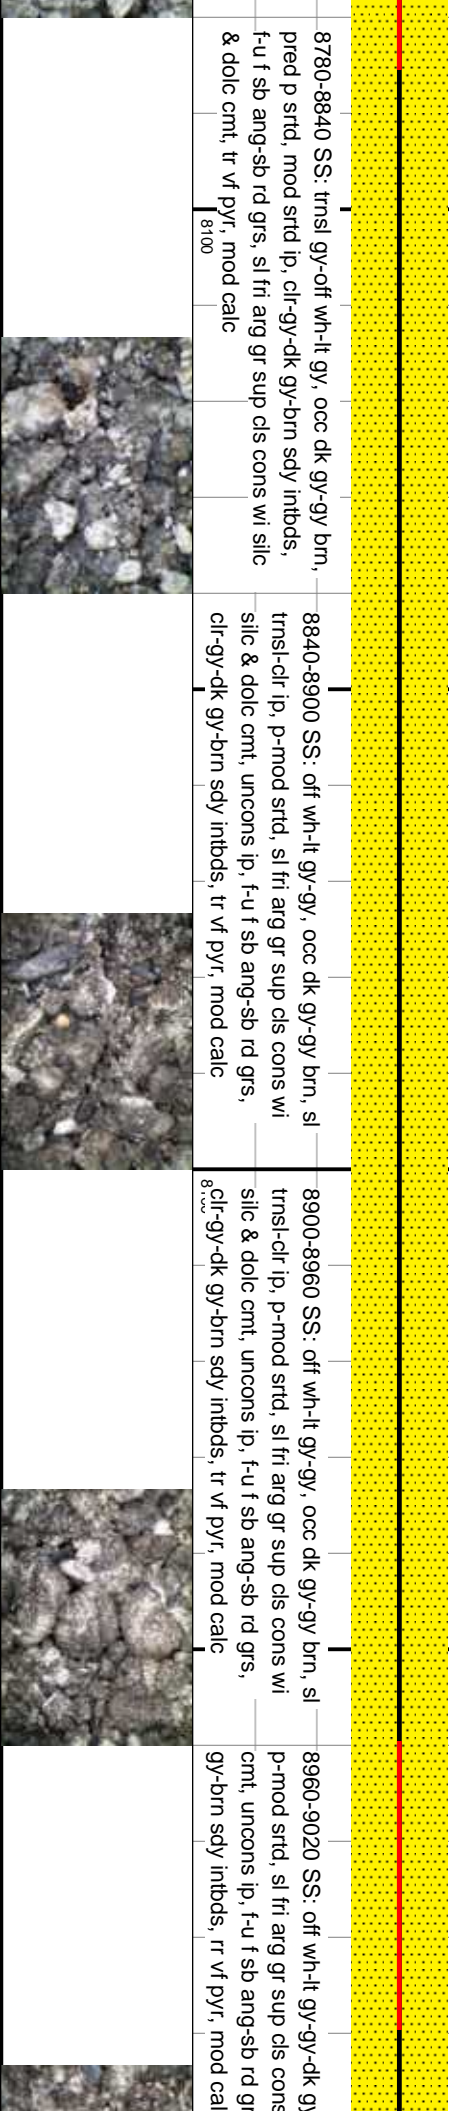 8780-8840 SS: trnsl gy-off wh-lt gy, occ dk gy-gy brn,
pred p srtd, mod srtd ip, clr-gy-dk gy-brn sdy intbds,
f-u f sb ang-sb rd grs, sl fri arg gr sup cls cons wi silc
& dolc cmt, tr vf pyr, mod calc
8100
8840-8900 SS: off wh-lt gy-gy, occ dk gy-gy brn, sl
trnsl-clr ip, p-mod srtd, sl fri arg gr sup cls cons wi
silc & dolc cmt, uncons ip, f-u f sb ang-sb rd grs,
clr-gy-dk gy-brn sdy intbds, tr vf pyr, mod calc
8900-8960 SS: off wh-lt gy-gy, occ dk gy-gy brn, sl
trnsl-clr ip, p-mod srtd, sl fri arg gr sup cls cons wi
silc & dolc cmt, uncons ip, f-u f sb ang-sb rd grs,
clr-gy-dk gy-brn sdy intbds, tr vf pyr, mod calc
8960-9020 SS: off wh-lt gy-gy-dk
p-mod srtd, sl fri arg gr sup cls cons
cmt, uncons ip, f-u f sb ang-sb rd
gy-brn sdy intbds, rr vf pyr, mod